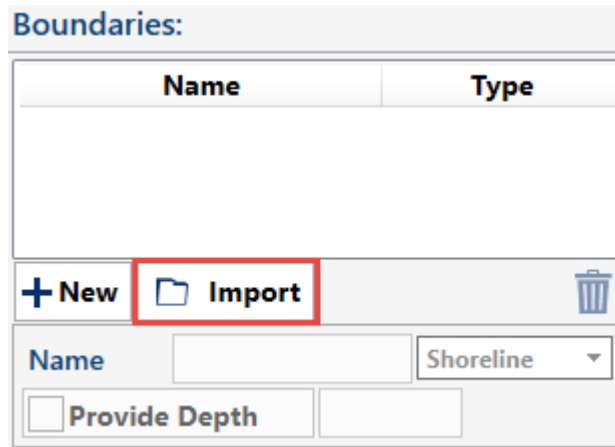 Boundaries:
Name Type
New Import
Name Shoreline
Provide Depth